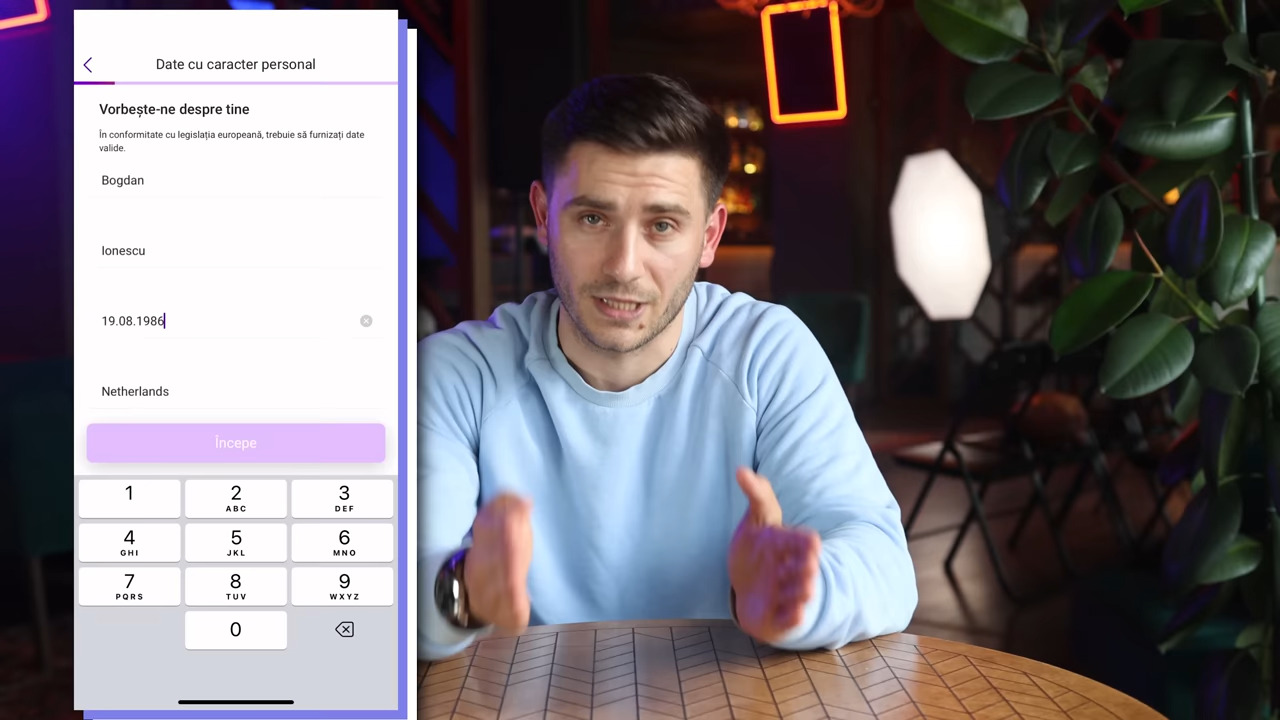 Date cu caracter personal
Vorbește-ne despre tine
În conformitate cu legislația europeană, trebuie să furnizați date
valide.
Bogdan
Ionescu
19.08.1986
Netherlands
Începe
1
2
ABC
3
DEF
4
GHI
5
JKL
6
MNO
7
PQRS
8
TUV
9
WXYZ
0